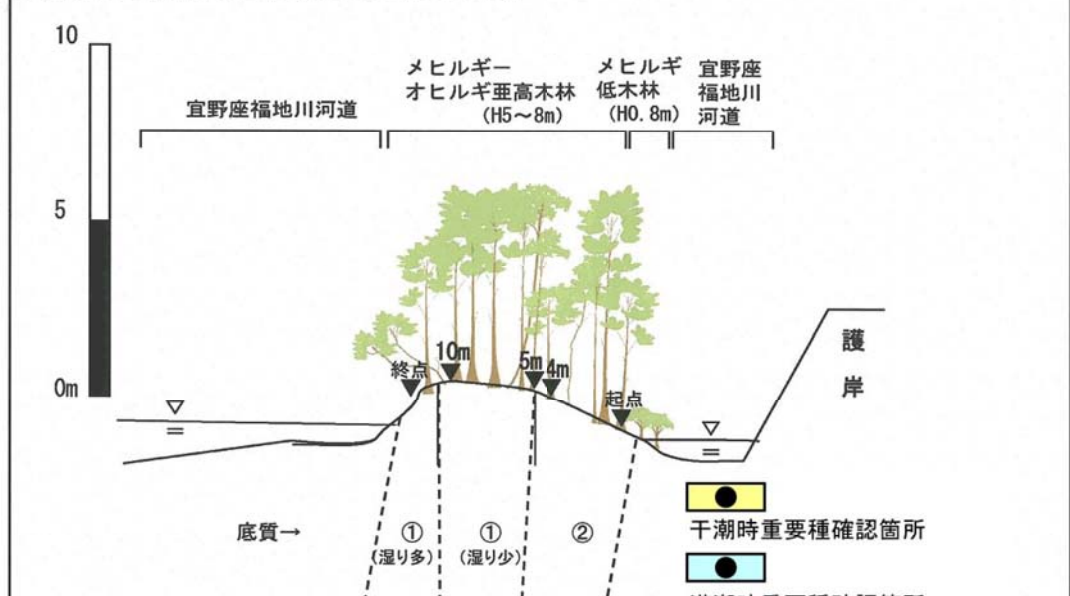 10
5
0m
宜野座福地川河道
メヒルギー
オヒルギ亜高木林
(H5～8m)
メヒルギ
低木林
(H0.8m)
宜野座
福地川
河道
終点
10m
5m
4m
起点
護
岸
底質→
①
(湿り多)
①
(湿り少)
②
干潮時重要種確認箇所